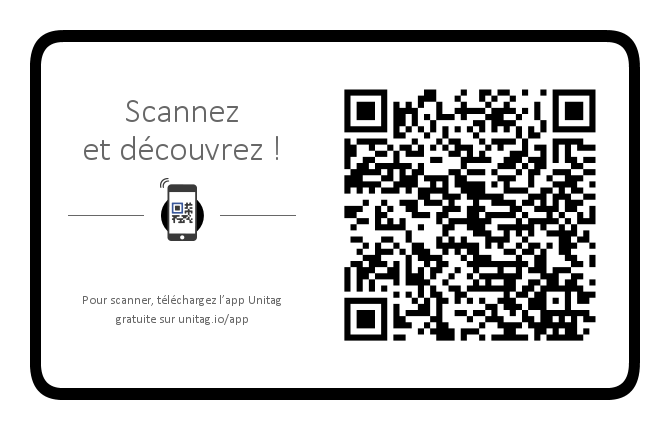 Scannez
et découvrez !
Pour scanner, téléchargez l'app Unitag
gratuite sur unitag.io/app